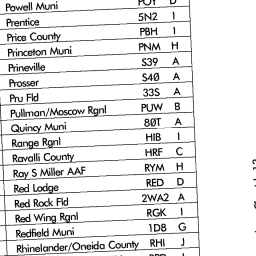 Powell Muni POY D
Prentice 5N2 I
Price County PBH I
Princeton Muni PNM H
Prineville S39 A
Prosser S40 A
Pru Fld 33S A
Pullman/Moscow Rgnl PUW B
Quincy Muni 80T A
Range Rgnl HIB I
Ravalli County HRF C
Ray S Miller AAF RYM H
Red Lodge RED D
Red Rock Fld 2WA2 A
Red Wing Rgnl RGK I
Redfield Muni 1D8 G
Rhinelander/Oneida County RHI J